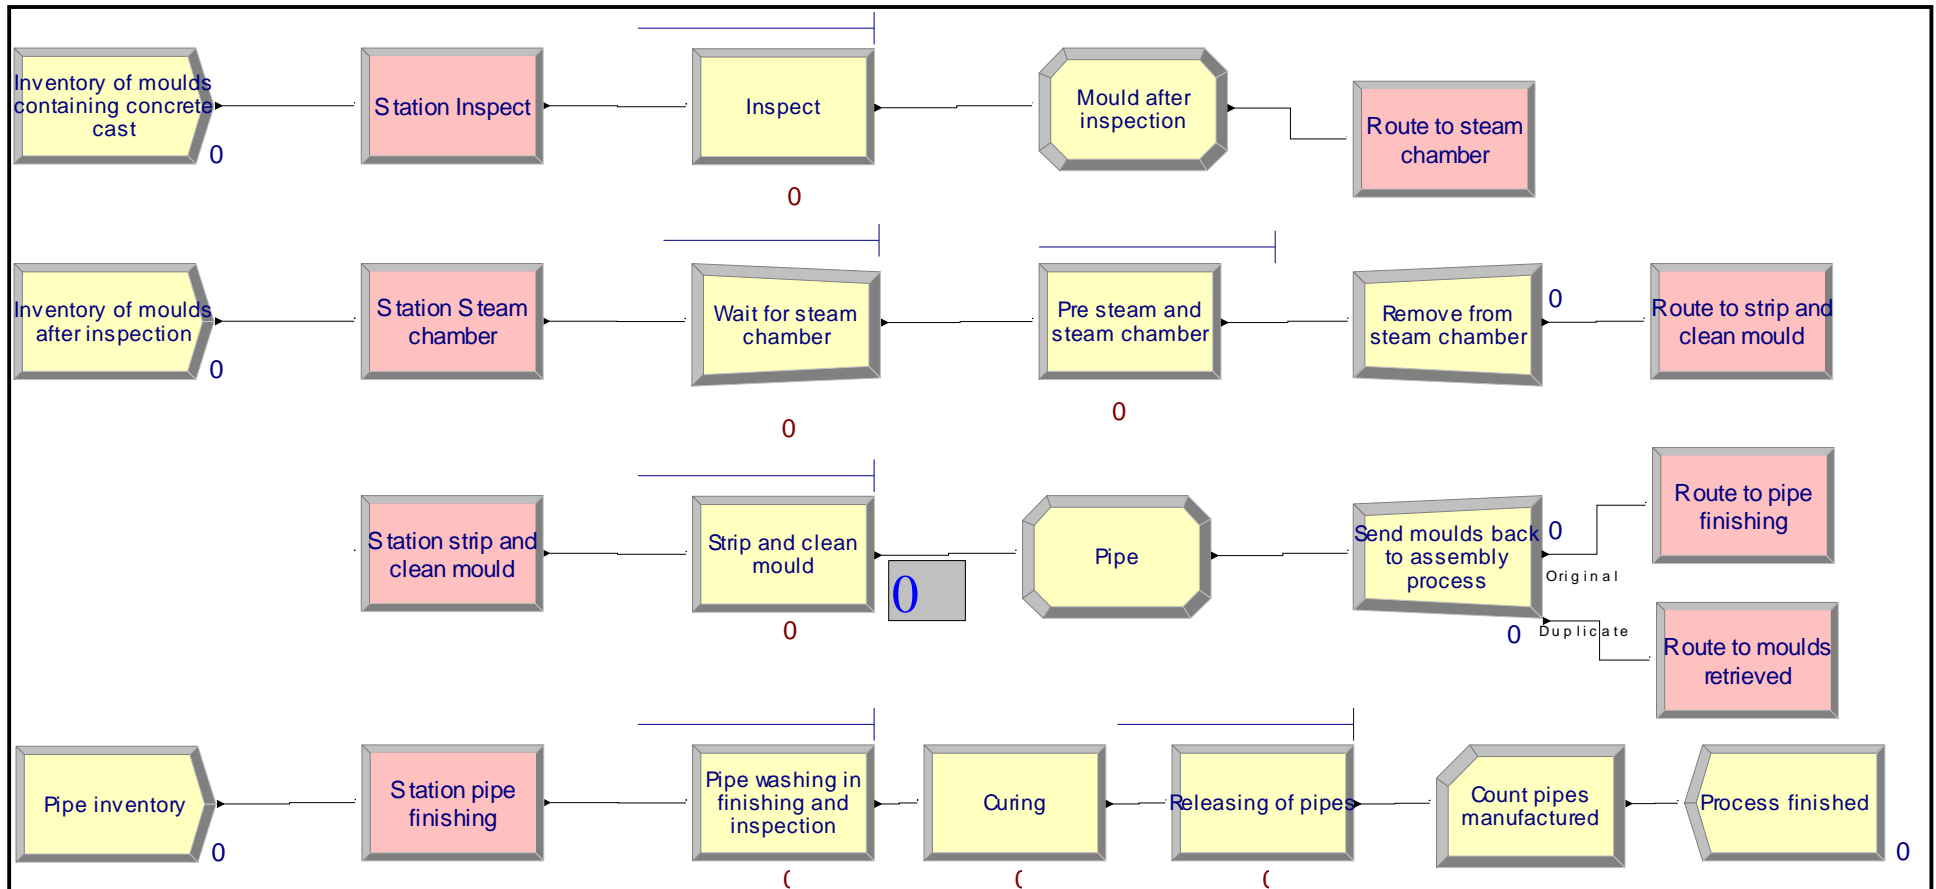 Inventory of moulds
containing concrete
cast
0
Station Inspect
Inspect
0
Mould after
inspection
Route to steam
chamber
Inventory of moulds
after inspection
0
Station Steam
chamber
Wait for steam
chamber
0
Pre steam and
steam chamber
0
Remove from
steam chamber
0
Route to strip and
clean mould
Station strip and
clean mould
Strip and clean
mould
0
0
Pipe
Send moulds back
to assembly
process
0
Original
0
Duplicate
Route to pipe
finishing
Route to moulds
retrieved
Pipe inventory
0
Station pipe
finishing
Pipe washing in
finishing and
inspection
0
Curing
0
Releasing of pipes
0
Count pipes
manufactured
Process finished
0